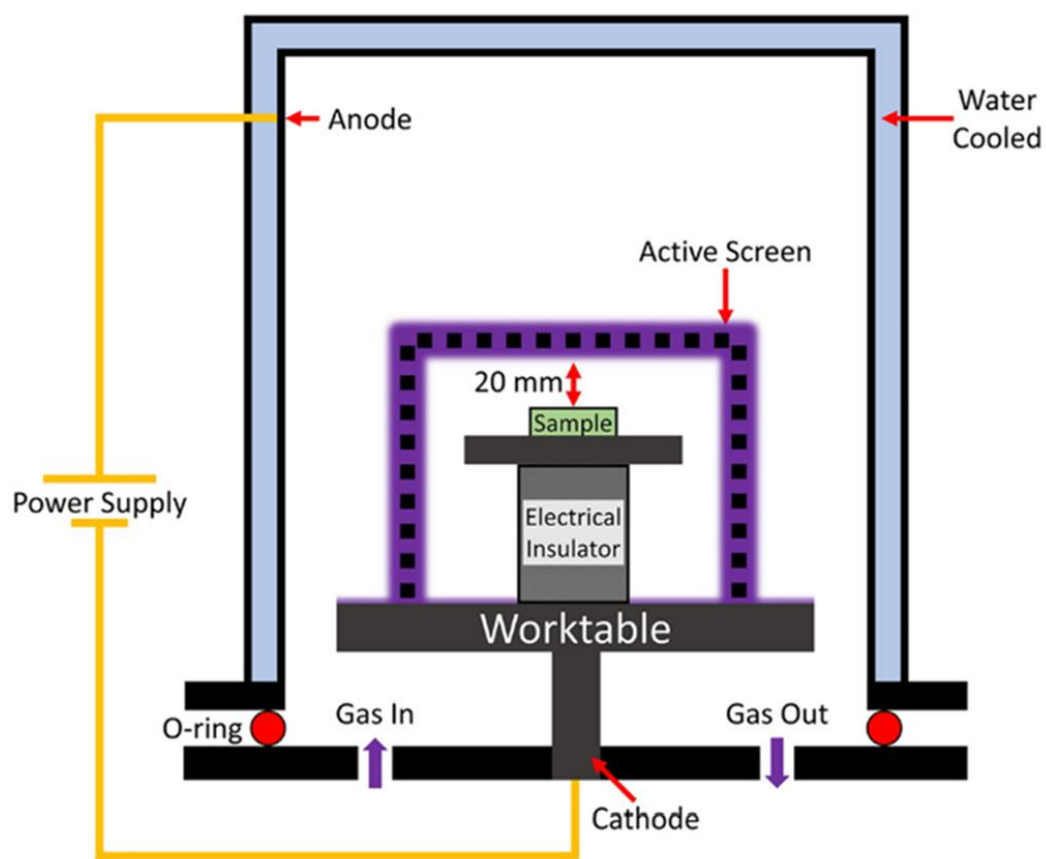 Anode
Water
Cooled
Active Screen
20 mm
Sample
Power Supply
Electrical
Insulator
Worktable
O-ring
Gas In
Gas Out
Cathode